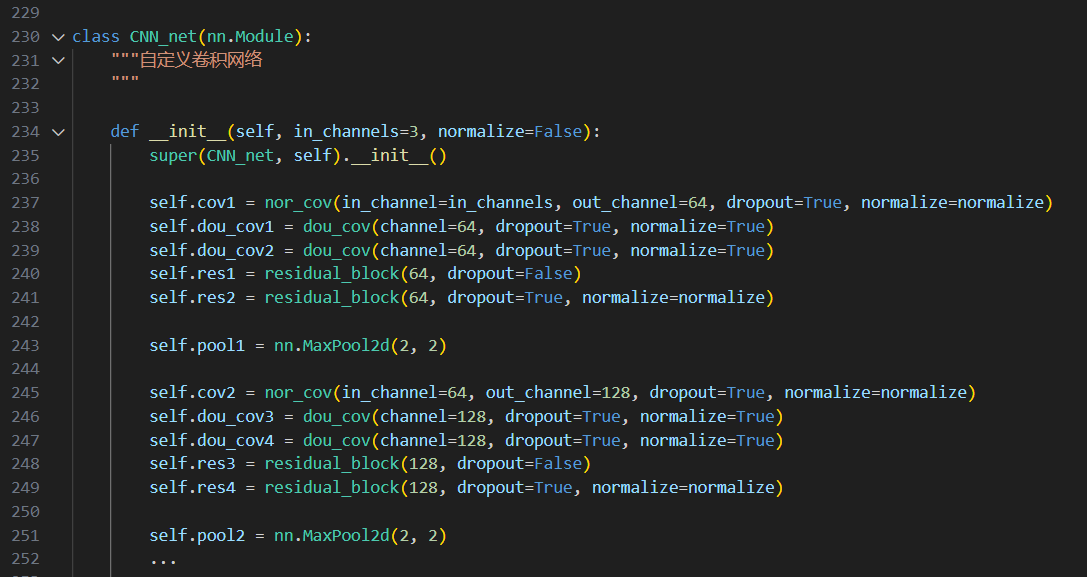 229
230 class CNN_net(nn.Module):
231 """自定义卷积网络
232 """
233
234 def __init__(self, in_channels=3, normalize=False):
235 super(CNN_net, self).__init__()
236
237 self.cov1 = nor_cov(in_channel=in_channels, out_channel=64, dropout=True, normalize=normalize)
238 self.dou_cov1 = dou_cov(channel=64, dropout=True, normalize=True)
239 self.dou_cov2 = dou_cov(channel=64, dropout=True, normalize=True)
240 self.res1 = residual_block(64, dropout=False)
241 self.res2 = residual_block(64, dropout=True, normalize=normalize)
242
243 self.pool1 = nn.MaxPool2d(2, 2)
244
245 self.cov2 = nor_cov(in_channel=64, out_channel=128, dropout=True, normalize=normalize)
246 self.dou_cov3 = dou_cov(channel=128, dropout=True, normalize=True)
247 self.dou_cov4 = dou_cov(channel=128, dropout=True, normalize=True)
248 self.res3 = residual_block(128, dropout=False)
249 self.res4 = residual_block(128, dropout=True, normalize=normalize)
250
251 self.pool2 = nn.MaxPool2d(2, 2)
252 ...